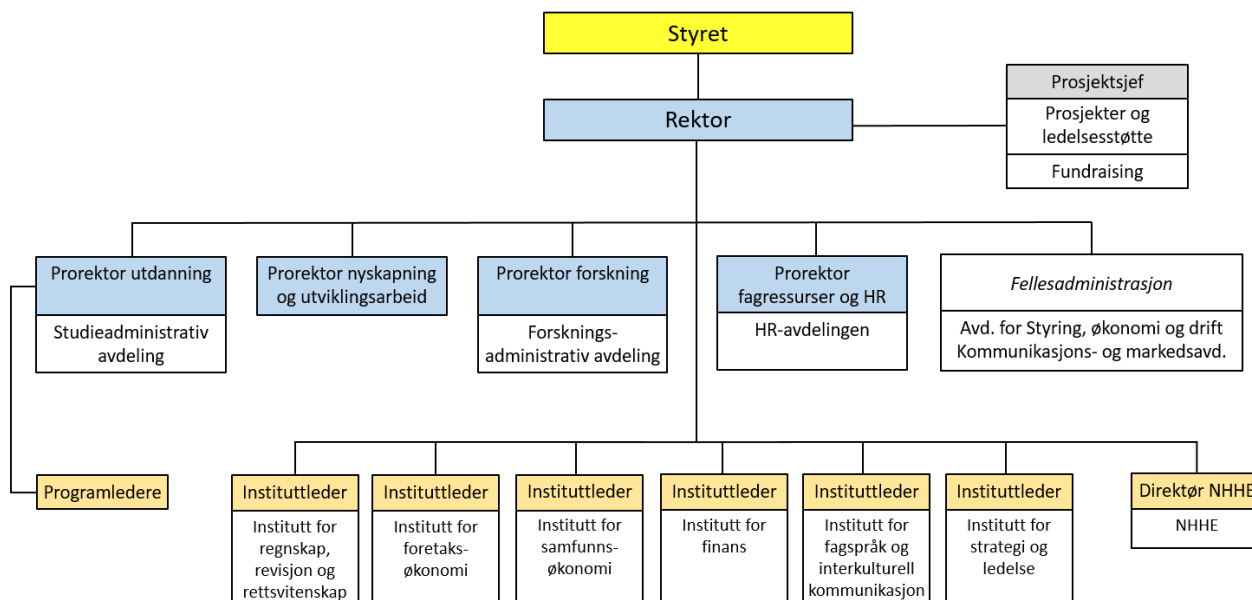 Styret
Prosjektsjef
Prosjekter og
ledelsesstøtte
Fundraising
Rektor
Prorektor utdanning
Studieadministrativ
avdeling
Prorektor nyskapning
og utviklingsarbeid
Prorektor forskning
Forsknings-
administrativ avdeling
Prorektor
fagressurser og HR
HR-avdelingen
Fellesadministrasjon
Avd. for Styring, økonomi og drift
Kommunikasjons- og markedsavd.
Programledere
Instituttleder
Institutt for
regnskap,
revisjon og
rettsvitenskap
Instituttleder
Institutt for
foretaks-
økonomi
Instituttleder
Institutt for
samfunns-
økonomi
Instituttleder
Institutt for
finans
Instituttleder
Institutt for
fagspråk og
interkulturell
kommunikasjon
Instituttleder
Institutt for
strategi og
ledelse
Direktør NHHE
NHHE